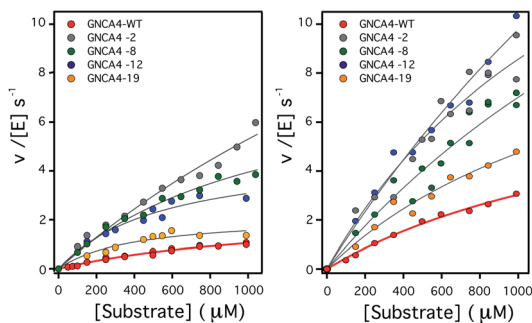 10
8
6
4
2
0
v /[E] s⁻¹
GNCA4-WT
GNCA4 -2
GNCA4 -8
GNCA4 -12
GNCA4-19
0 200 400 600 800 1000
[Substrate] ( µM)
10
8
6
4
2
0
v /[E] s⁻¹
GNCA4-WT
GNCA4 -2
GNCA4 -8
GNCA4 -12
GNCA4-19
0 200 400 600 800 1000
[Substrate] ( µM)